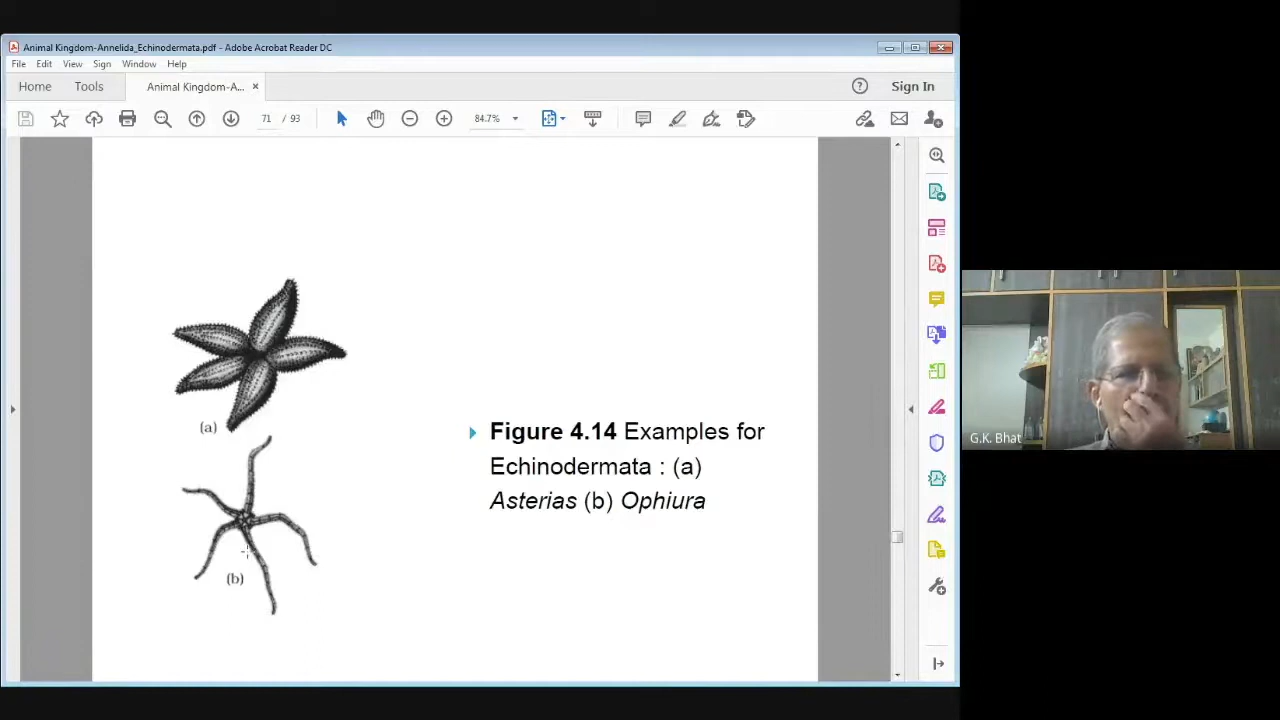 Animal Kingdom-Annelida_Echinodermata.pdf - Adobe Acrobat Reader DC
File Edit View Sign Window Help
Home Tools Animal Kingdom-A... ×
? Sign In
71 / 93 84.7%
(a)
Figure 4.14 Examples for
Echinodermata : (a)
Asterias (b) Ophiura
(b)
G.K. Bhat